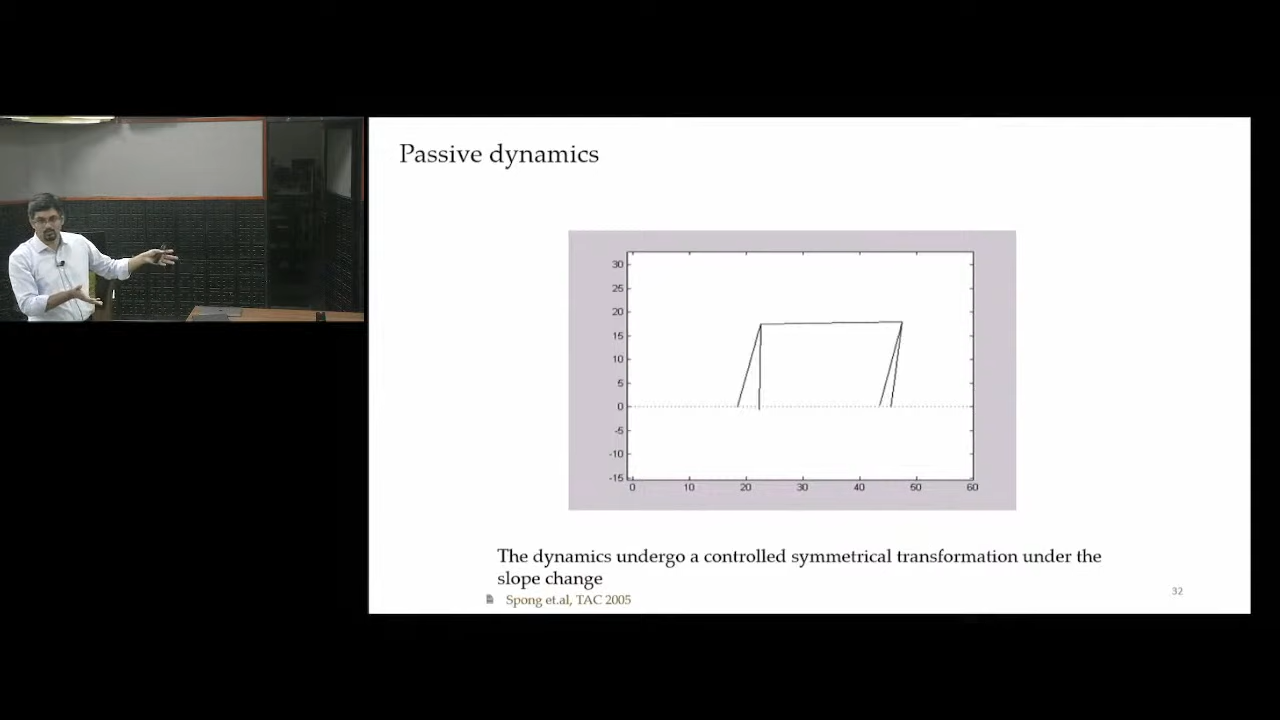 Passive dynamics
30
25
20
15
10
5
0
-5
-10
-15
0 10 20 30 40 50 60
The dynamics undergo a controlled symmetrical transformation under the
slope change
Spong et.al, TAC 2005
32